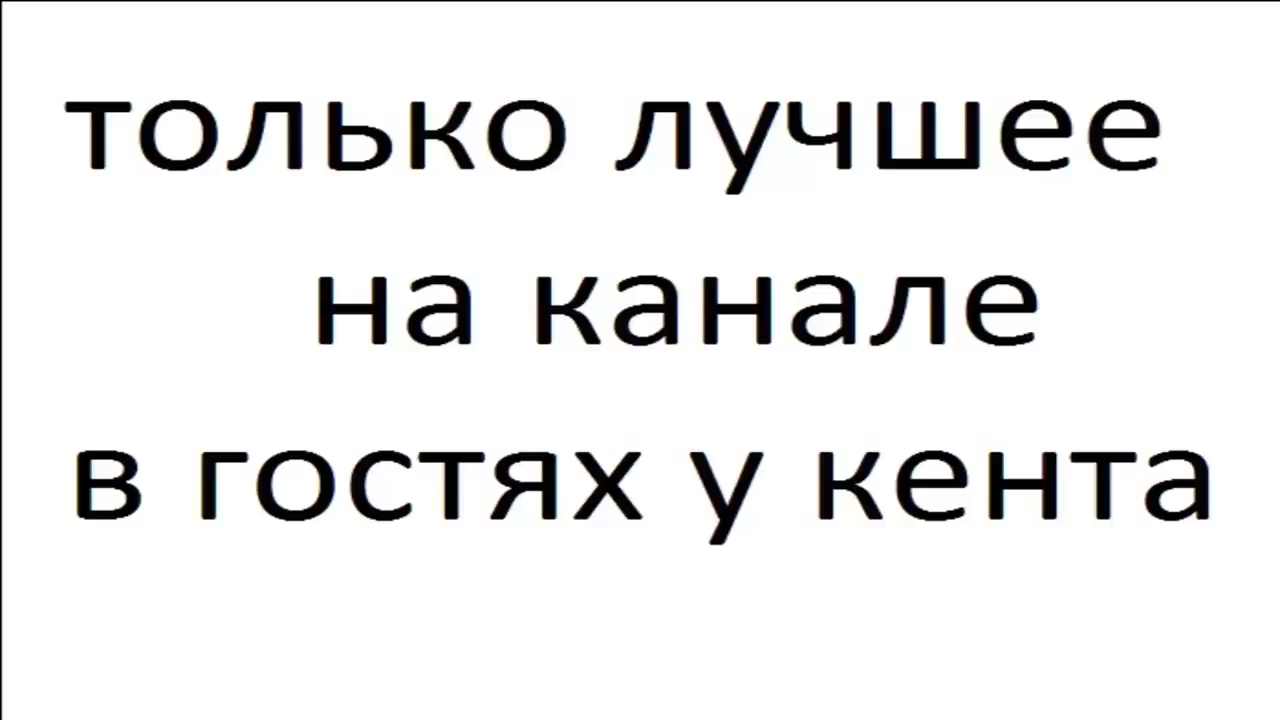 только лучшее
на канале
в гостях у кента